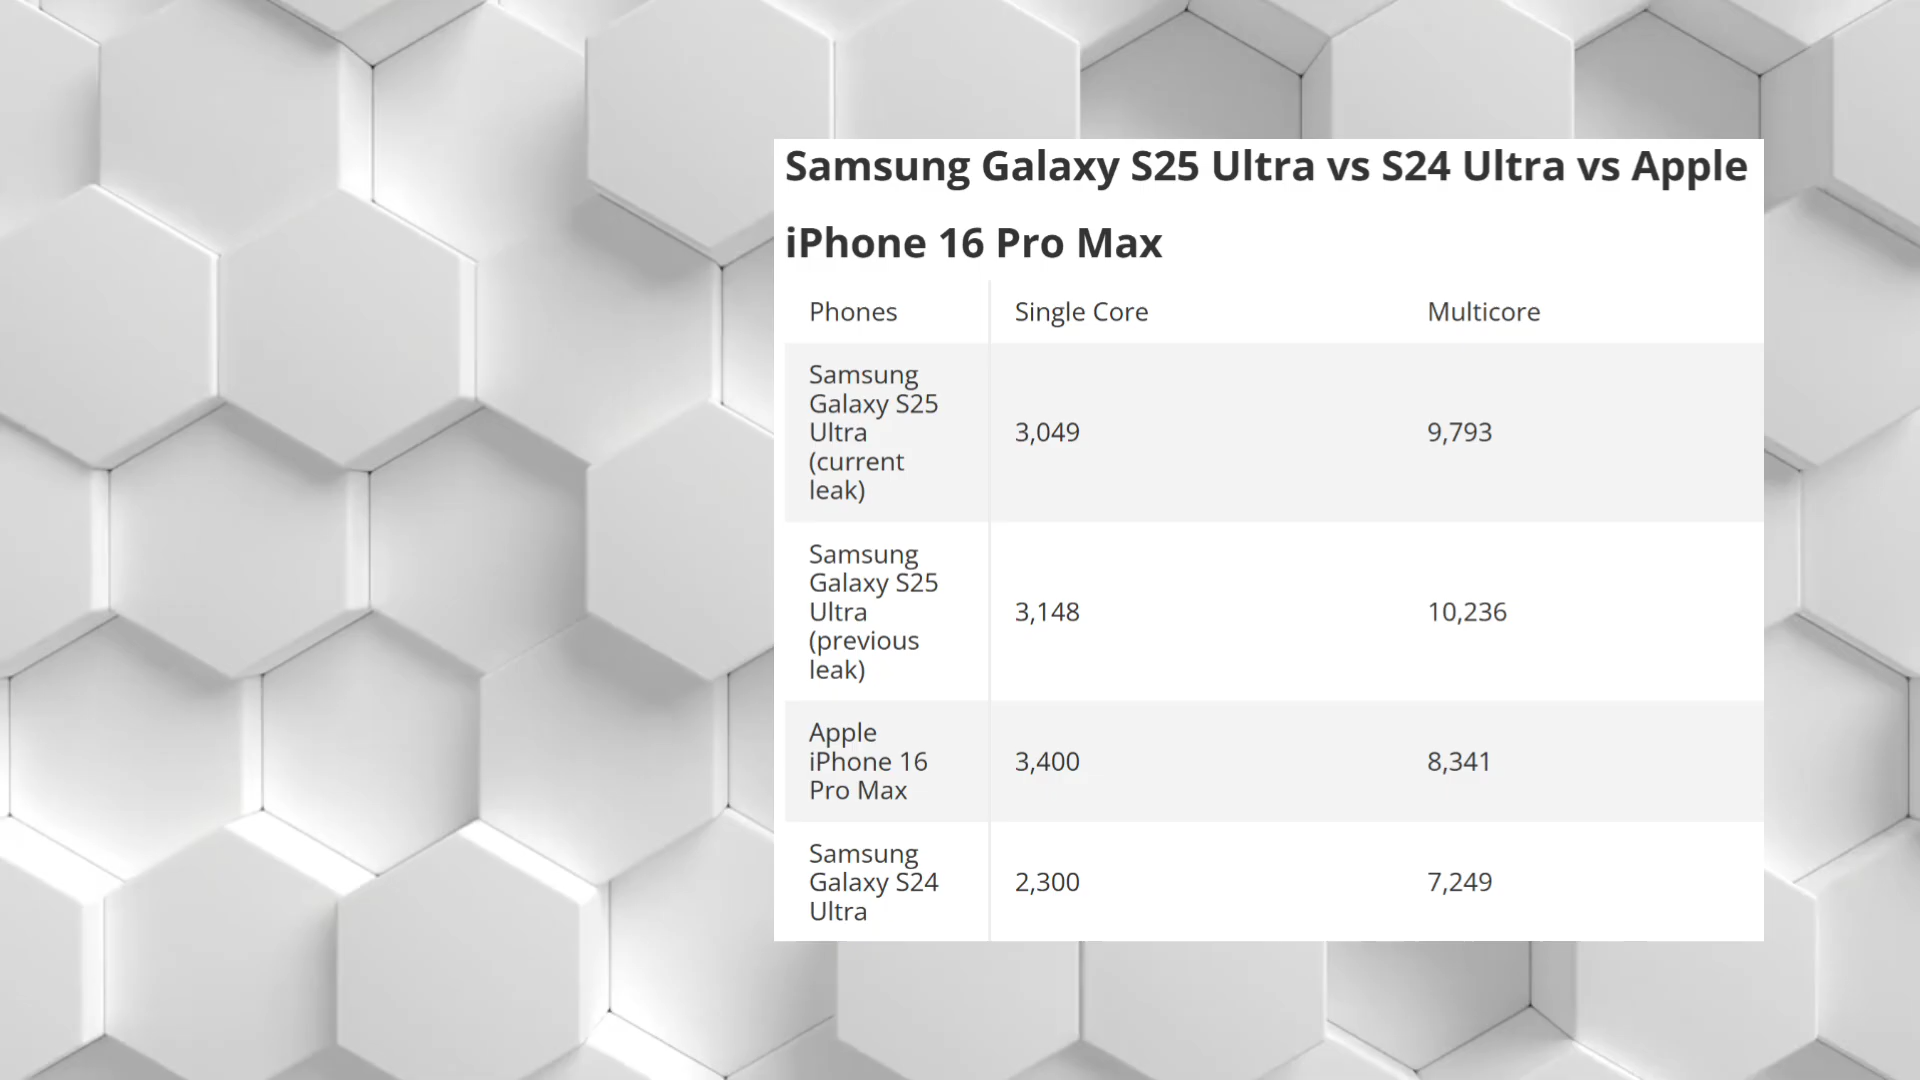 Samsung Galaxy S25 Ultra vs S24 Ultra vs Apple
iPhone 16 Pro Max
Phones Single Core Multicore
Samsung
Galaxy S25
Ultra
(current
leak)
3,049 9,793
Samsung
Galaxy S25
Ultra
(previous
leak)
3,148 10,236
Apple
iPhone 16
Pro Max
3,400 8,341
Samsung
Galaxy S24
Ultra
2,300 7,249